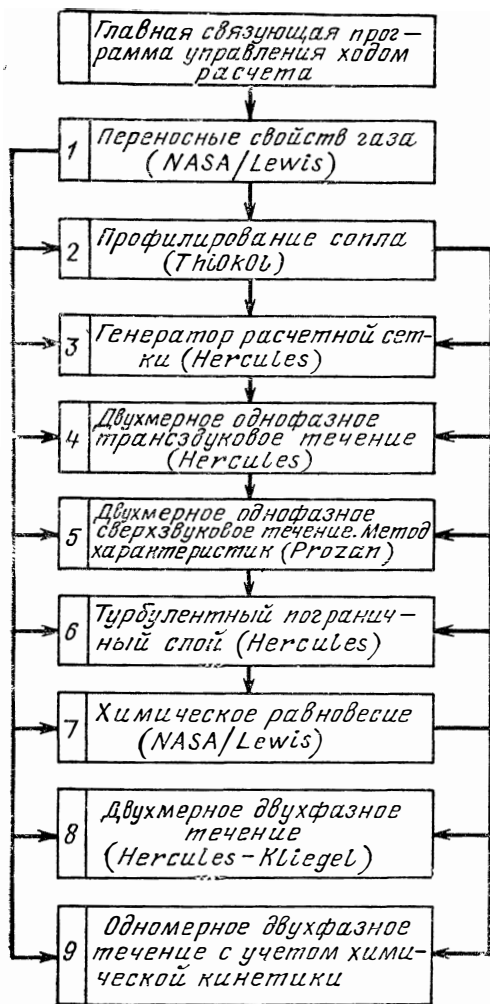 Главная связующая прог-
рамма управления ходом
расчета
1 Переносные свойств газа
(NASA/Lewis)
2 Профилирование сопла
(Thiokol)
3 Генератор расчетной сет-
ки (Hercules)
4 Двухмерное однофазное
трансздуковое течение
(Hercules)
5 Двухмерное однофазное
сверхзвуковое течение. Метод
характеристик (Prozan)
6 Турбулентный погранич-
ный слой (Hercules)
7 Химическое равновесие
(NASA/Lewis)
8 Двухмерное двухфазное
течение
(Hercules-Kliegel)
9 Одномерное двухфазное
течение с учетом хими-
ческой кинетики